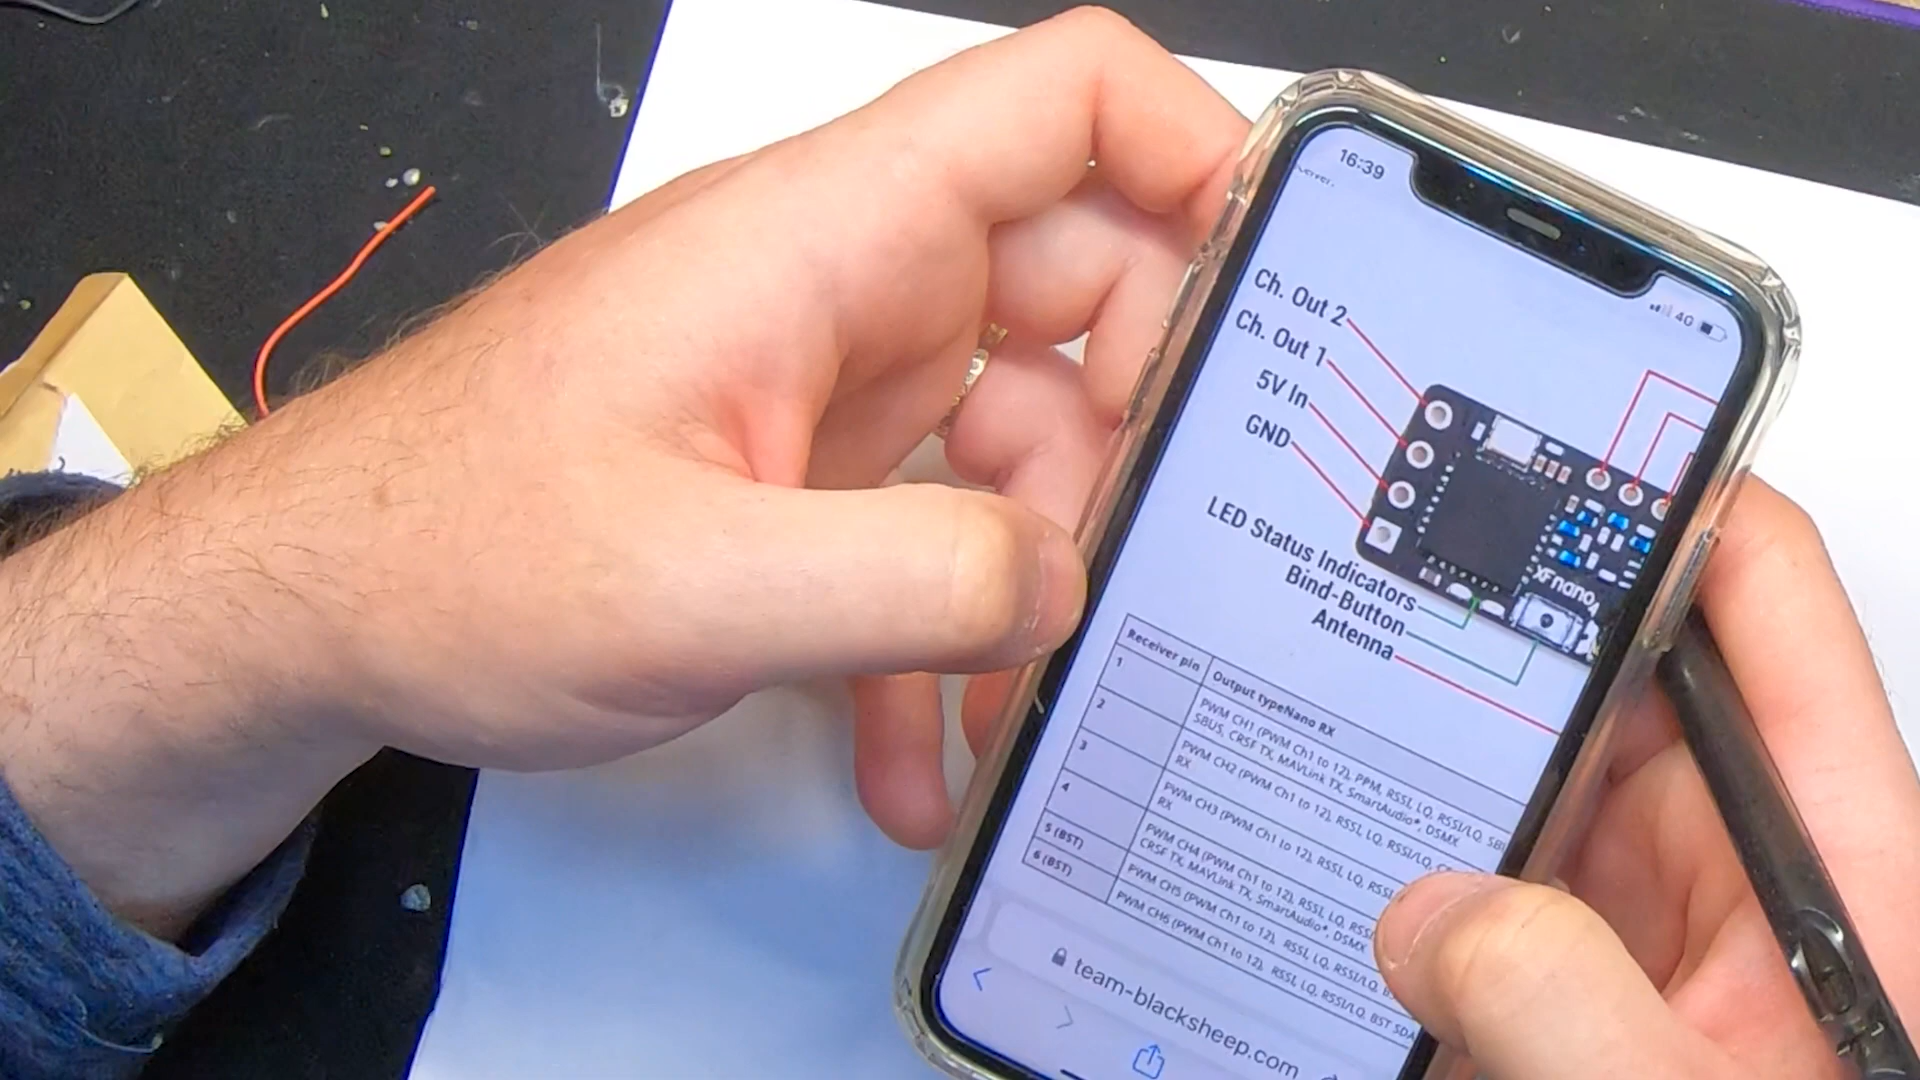 16:39
4G
Ch. Out 2
Ch. Out 1
5V In
GND
LED Status Indicators
Bind-Button
Antenna
XF nano
Receiver pin
Output typeNano RX
1
PWM CH1 (PWM Ch1 to 12), PPM, RSSI, LQ, RSSI/LQ,
SBUS, CRSF TX, MAVLink TX, SmartAudio*, DSMX
2
PWM CH2 (PWM Ch1 to 12), RSSI, LQ, RSSI/LQ,
RX
3
PWM CH3 (PWM Ch1 to 12), RSSI, LQ,
RX
4
PWM CH4 (PWM Ch1 to 12), RSSI, LQ,
CRSF TX, MAVLink TX, SmartAudio*, DSMX
5 (BST)
PWM CH5 (PWM Ch1 to 12), RSSI, LQ, RSSI/LQ,
6 (BST)
PWM CH6 (PWM Ch1 to 12), RSSI, LQ, RSSI/LQ, BST SDA
team-blacksheep.com